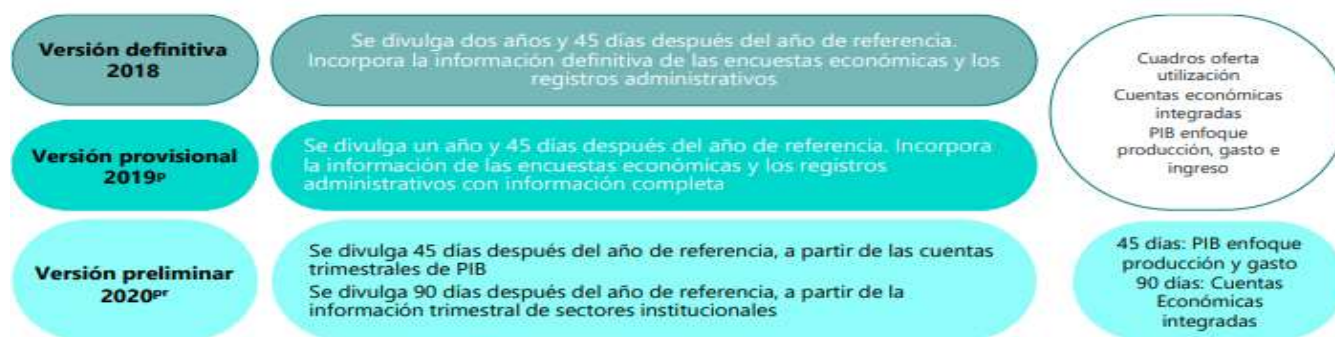 Versión definitiva
2018
Se divulga dos años y 45 días después del año de referencia.
Incorpora la información definitiva de las encuestas económicas y los
registros administrativos
Cuadros oferta
utilización
Cuentas económicas
integradas
PIB enfoque
producción, gasto e
ingreso
Versión provisional
2019ᵖ
Se divulga un año y 45 días después del año de referencia. Incorpora
la información de las encuestas económicas y los registros
administrativos con información completa
Versión preliminar
2020ᵖʳ
Se divulga 45 días después del año de referencia, a partir de las cuentas
trimestrales de PIB
Se divulga 90 días después del año de referencia, a partir de la
información trimestral de sectores institucionales
45 días: PIB enfoque
producción y gasto
90 días: Cuentas
Económicas
integradas